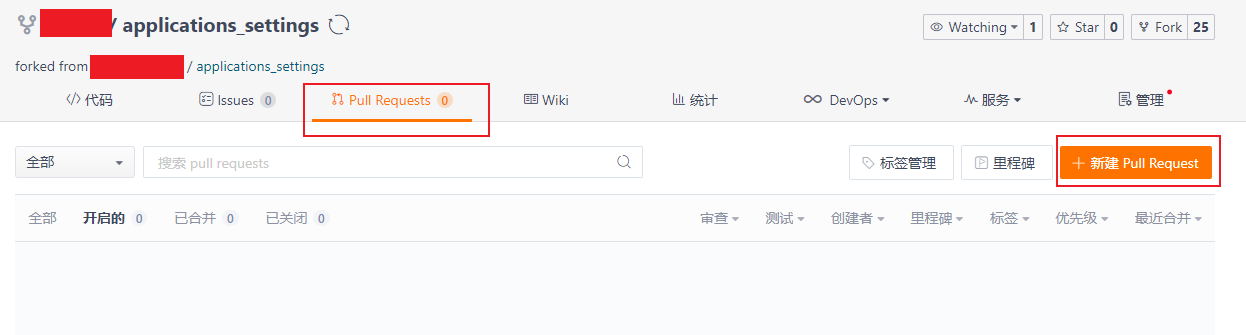 / applications_settings Watching 1 Star 0 Fork 25
forked from / applications_settings
代码 Issues 0 Pull Requests 0 Wiki 统计 DevOps 服务 管理
全部 搜索 pull requests 标签管理 里程碑 + 新建 Pull Request
全部 开启的 0 已合并 0 已关闭 0 审查 测试 创建者 里程碑 标签 优先级 最近合并